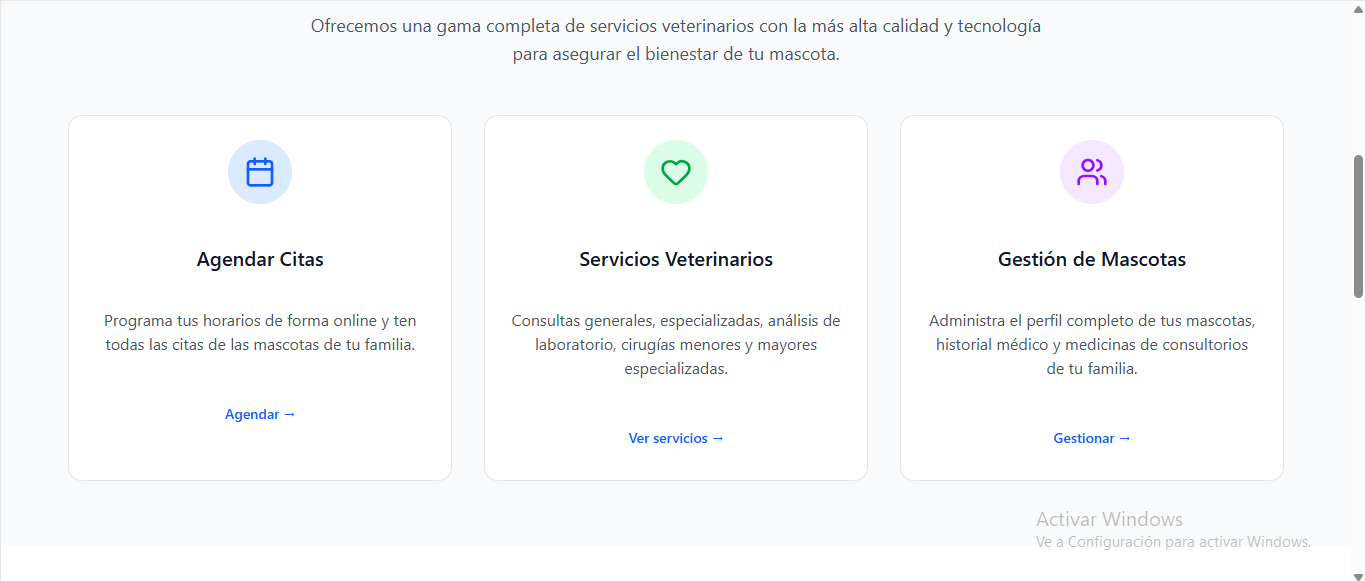 Ofrecemos una gama completa de servicios veterinarios con la más alta calidad y tecnología
para asegurar el bienestar de tu mascota.
Agendar Citas
Programa tus horarios de forma online y ten
todas las citas de las mascotas de tu familia.
Agendar →
Servicios Veterinarios
Consultas generales, especializadas, análisis de
laboratorio, cirugías menores y mayores
especializadas.
Ver servicios →
Gestión de Mascotas
Administra el perfil completo de tus mascotas,
historial médico y medicinas de consultorios
de tu familia.
Gestionar →
Activar Windows
Ve a Configuración para activar Windows.